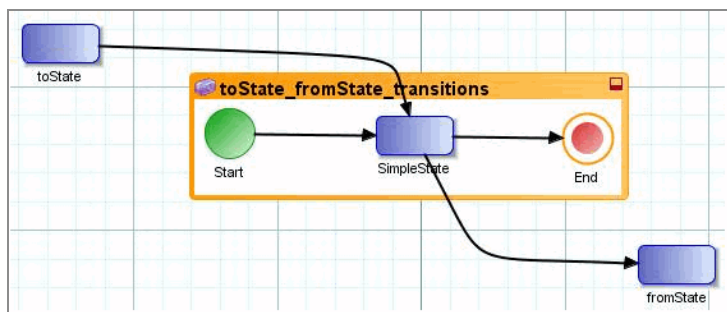 toState
toState_fromState_transitions
Start
SimpleState
End
fromState